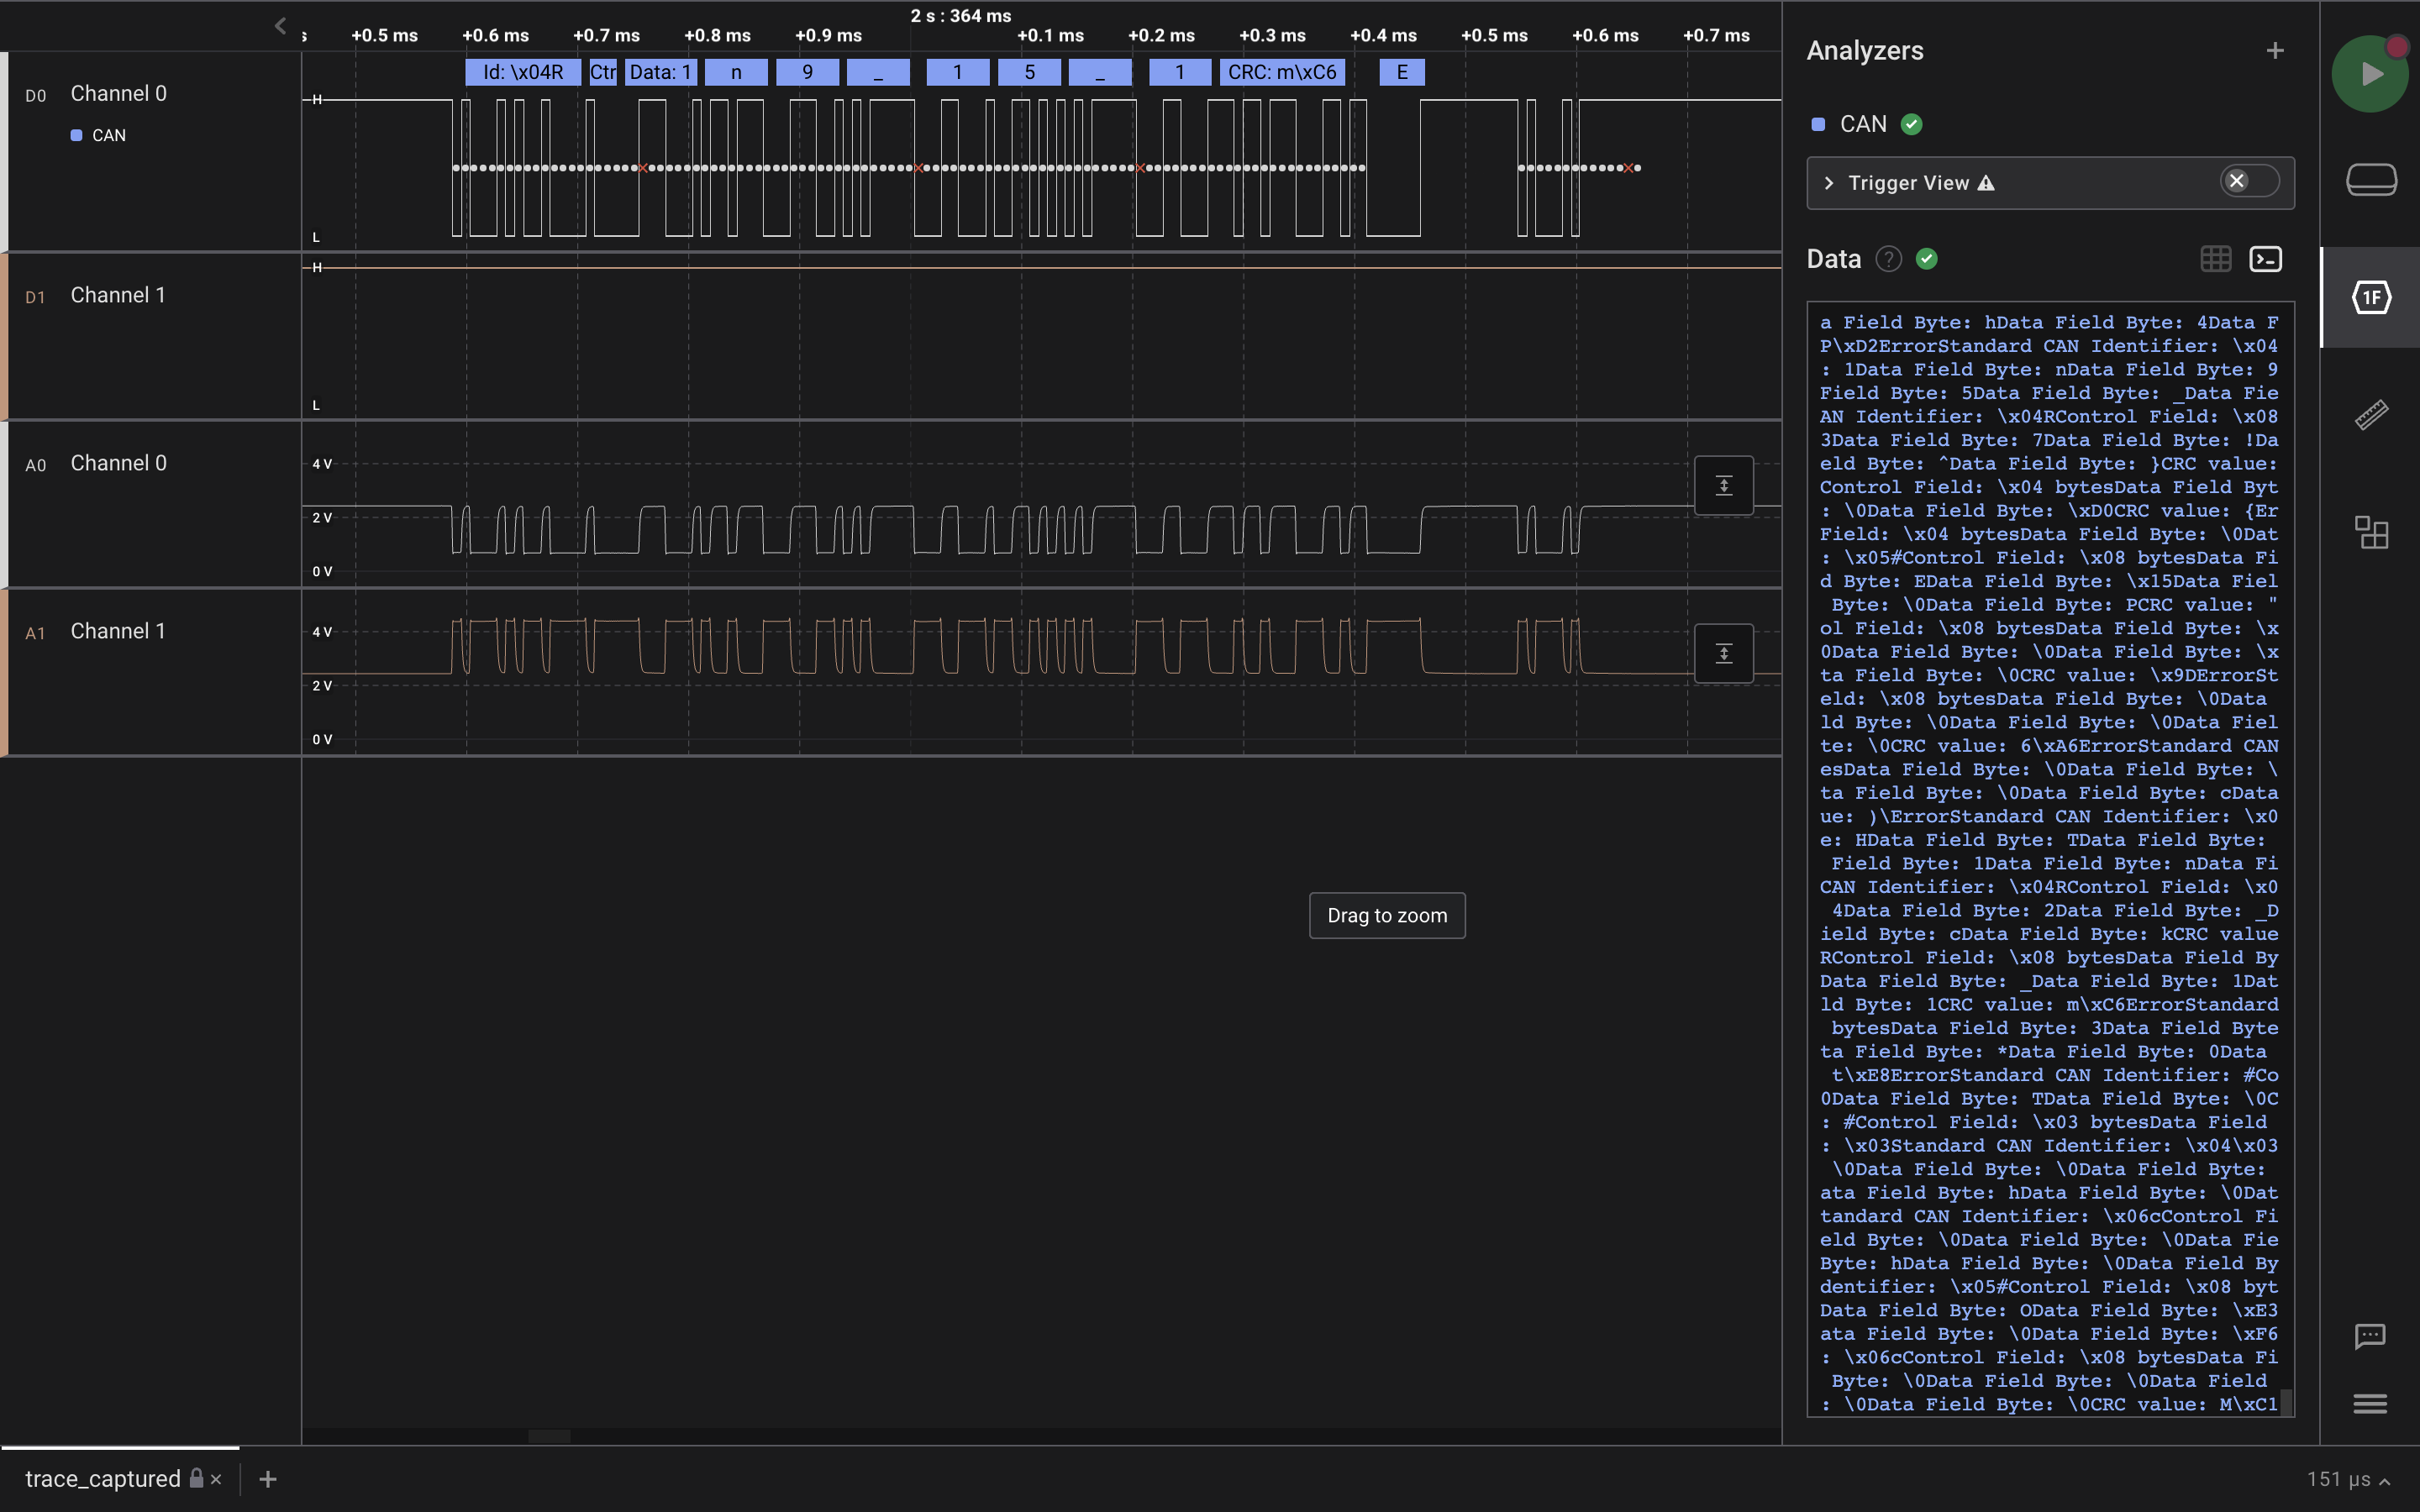 2 s : 364 ms
s +0.5 ms +0.6 ms +0.7 ms +0.8 ms +0.9 ms +0.1 ms +0.2 ms +0.3 ms +0.4 ms +0.5 ms +0.6 ms +0.7 ms
Id: \x04R Ctr Data: 1 n 9 _ 1 5 _ 1 CRC: m\xC6 E
D0 Channel 0
CAN
H
L
D1 Channel 1
H
L
A0 Channel 0
4 V
2 V
0 V
A1 Channel 1
4 V
2 V
0 V
Drag to zoom
Analyzers
CAN
Trigger View
Data ?
a Field Byte: hData Field Byte: 4Data F
P\xD2ErrorStandard CAN Identifier: \x04
: 1Data Field Byte: nData Field Byte: 9
Field Byte: 5Data Field Byte: _Data Fie
AN Identifier: \x04RControl Field: \x08
3Data Field Byte: 7Data Field Byte: !Da
eld Byte: ^Data Field Byte: }CRC value:
Control Field: \x04 bytesData Field Byt
: \0Data Field Byte: \xD0CRC value: {Er
Field: \x04 bytesData Field Byte: \0Dat
: \x05#Control Field: \x08 bytesData Fi
d Byte: EData Field Byte: \x15Data Fiel
Byte: \0Data Field Byte: PCRC value: "
ol Field: \x08 bytesData Field Byte: \x
0Data Field Byte: \0Data Field Byte: \x
ta Field Byte: \0CRC value: \x9DErrorSt
eld: \x08 bytesData Field Byte: \0Data
ld Byte: \0Data Field Byte: \0Data Fiel
te: \0CRC value: 6\xA6ErrorStandard CAN
esData Field Byte: \0Data Field Byte: \
ta Field Byte: \0Data Field Byte: cData
ue: )\ErrorStandard CAN Identifier: \x0
e: HData Field Byte: TData Field Byte:
Field Byte: 1Data Field Byte: nData Fi
CAN Identifier: \x04RControl Field: \x0
4Data Field Byte: 2Data Field Byte: _D
ield Byte: cData Field Byte: kCRC value
RControl Field: \x08 bytesData Field By
Data Field Byte: _Data Field Byte: 1Dat
ld Byte: 1CRC value: m\xC6ErrorStandard
bytesData Field Byte: 3Data Field Byte
ta Field Byte: *Data Field Byte: 0Data
t\xE8ErrorStandard CAN Identifier: #Co
0Data Field Byte: TData Field Byte: \0C
: #Control Field: \x03 bytesData Field
: \x03Standard CAN Identifier: \x04\x03
\0Data Field Byte: \0Data Field Byte:
ata Field Byte: hData Field Byte: \0Dat
tandard CAN Identifier: \x06cControl Fi
eld Byte: \0Data Field Byte: \0Data Fie
Byte: hData Field Byte: \0Data Field By
dentifier: \x05#Control Field: \x08 byt
Data Field Byte: OData Field Byte: \xE3
ata Field Byte: \0Data Field Byte: \xF6
: \x06cControl Field: \x08 bytesData Fi
Byte: \0Data Field Byte: \0Data Field
: \0Data Field Byte: \0CRC value: M\xC1
1F
trace_captured
151 µs